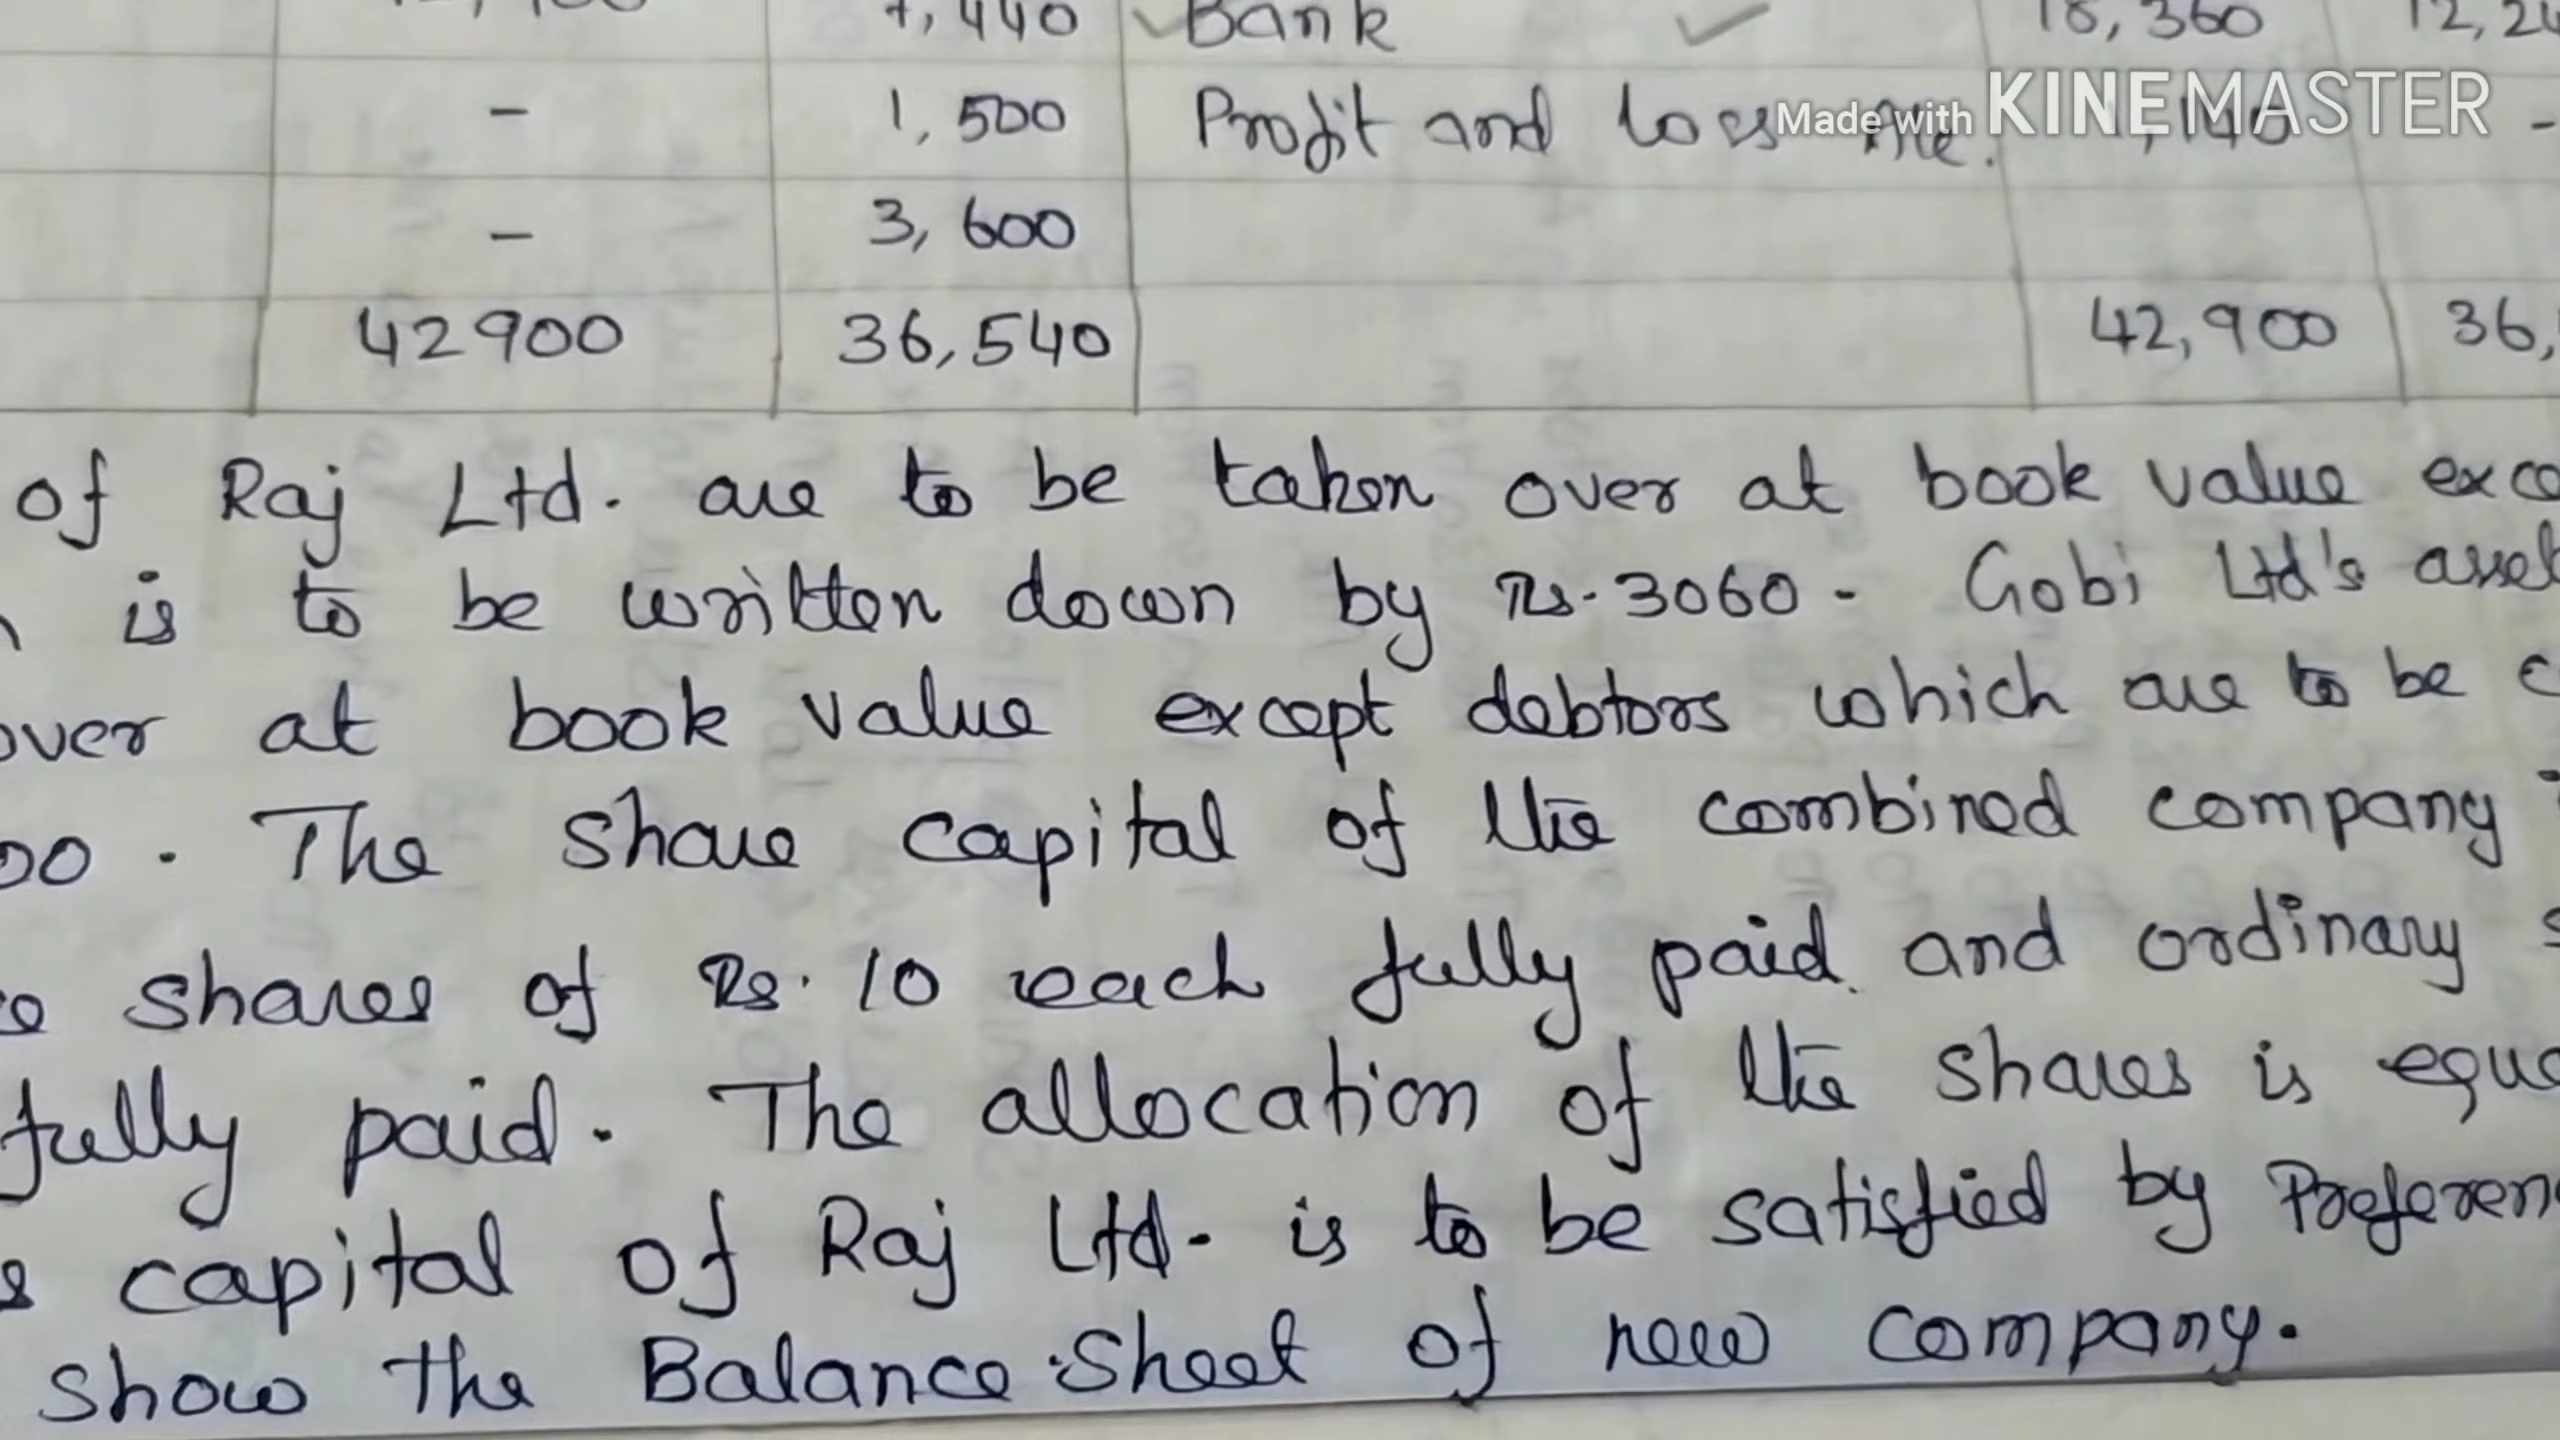 7,440 Bank 18,360
- 1,500 Profit and loss A/c. -
Made with KINEMASTER
- 3,600
42900 36,540 42,900 36,
of Raj Ltd. are to be taken over at book value
is to be written down by Rs. 3060 - Gobi Ltd's
over at book value except debtors which are to be
The share capital of the combined company
shares of Rs. 10 each fully paid and ordinary
fully paid. The allocation of the shares is
capital of Raj Ltd. is to be satisfied by
show the Balance Sheet of new company.